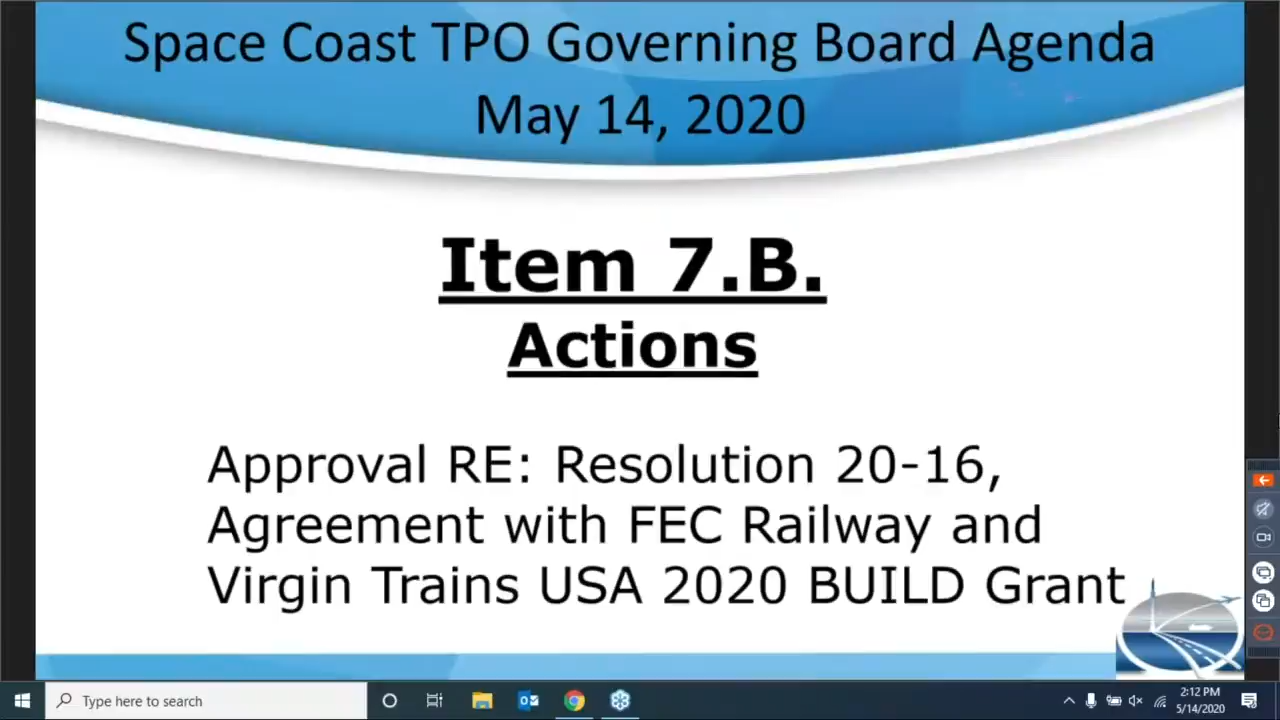 Space Coast TPO Governing Board Agenda
May 14, 2020
Item 7.B.
Actions
Approval RE: Resolution 20-16,
Agreement with FEC Railway and
Virgin Trains USA 2020 BUILD Grant
Type here to search
2:12 PM
5/14/2020